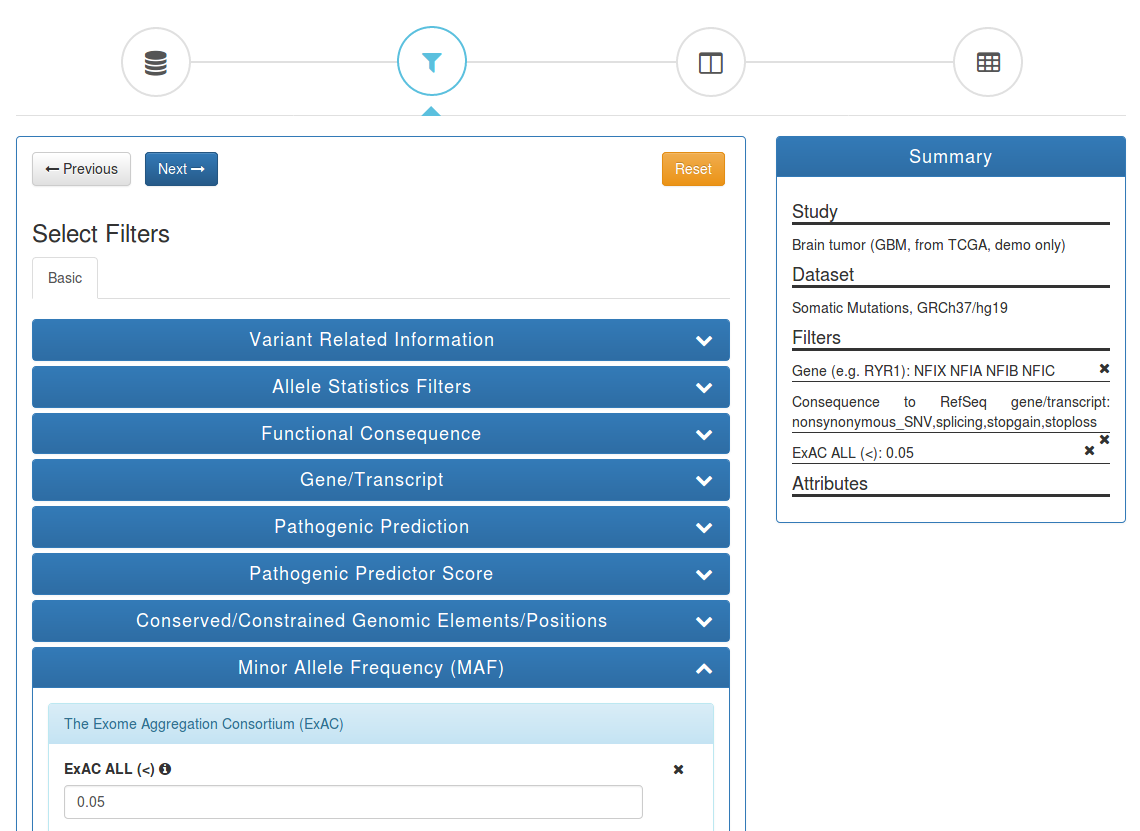 ← Previous
Next →
Reset
Select Filters
Basic
Variant Related Information
Allele Statistics Filters
Functional Consequence
Gene/Transcript
Pathogenic Prediction
Pathogenic Predictor Score
Conserved/Constrained Genomic Elements/Positions
Minor Allele Frequency (MAF)
The Exome Aggregation Consortium (ExAC)
ExAC ALL (<)
0.05
Summary
Study
Brain tumor (GBM, from TCGA, demo only)
Dataset
Somatic Mutations, GRCh37/hg19
Filters
Gene (e.g. RYR1): NFIX NFIA NFIB NFIC
Consequence to RefSeq gene/transcript:
nonsynonymous_SNV,splicing,stopgain,stoploss
ExAC ALL (<): 0.05
Attributes